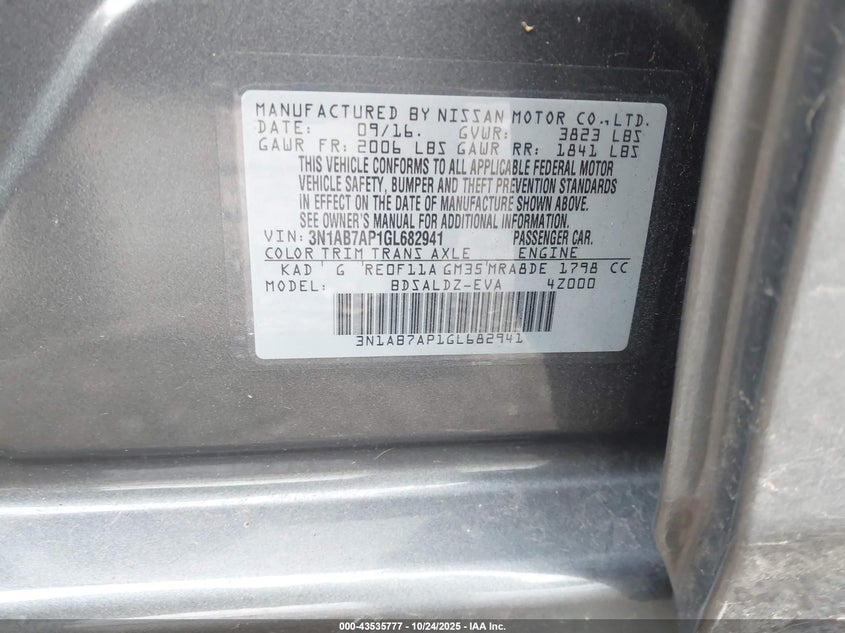 MANUFACTURED BY NISSAN MOTOR CO., LTD.
DATE: 09/16. GVWR: 3823 LBS
GAWR FR: 2006 LBS GAWR RR: 1841 LBS
THIS VEHICLE CONFORMS TO ALL APPLICABLE FEDERAL MOTOR
VEHICLE SAFETY, BUMPER AND THEFT PREVENTION STANDARDS
IN EFFECT ON THE DATE OF MANUFACTURE SHOWN ABOVE.
SEE OWNER'S MANUAL FOR ADDITIONAL INFORMATION.
VIN: 3N1AB7AP1GL682941 PASSENGER CAR.
COLOR TRIM TRANS AXLE ENGINE
KAD G RE0F11A GM35 MRA8DE 1798 CC
MODEL: BDSALDZ-EVA 4Z000
3N1AB7AP1GL682941
000-43535777 - 10/24/2025 - IAA Inc.